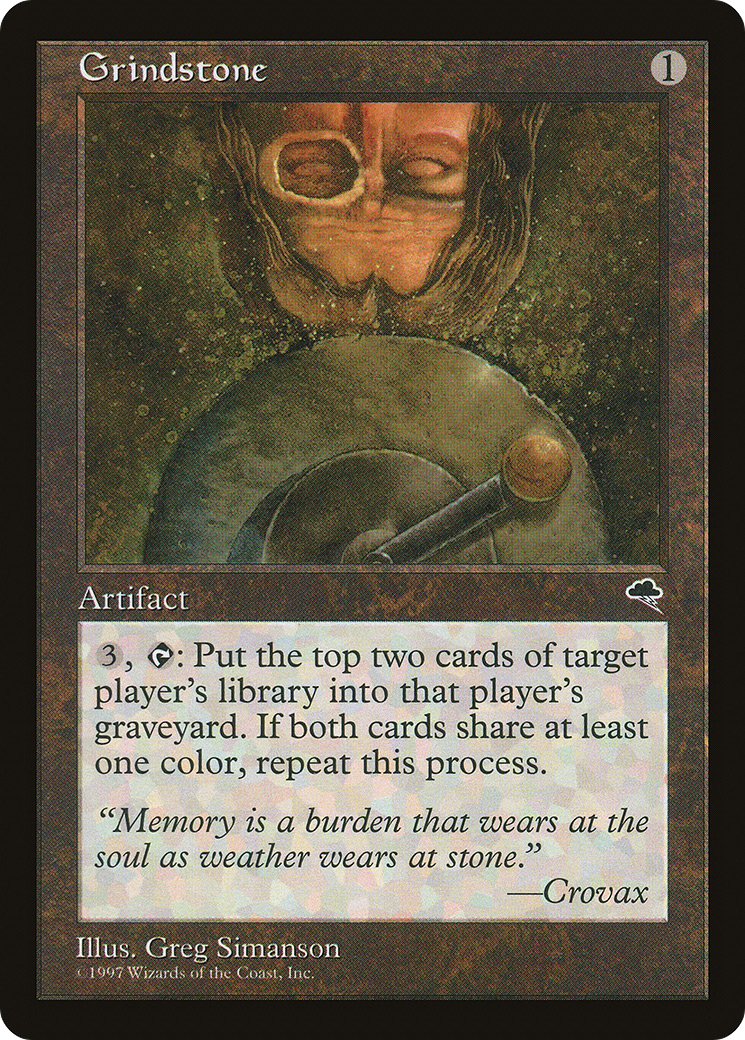 Grindstone
1
Artifact
3, : Put the top two cards of target
player's library into that player's
graveyard. If both cards share at least
one color, repeat this process.
“Memory is a burden that wears at the
soul as weather wears at stone.”
—Crovax
Illus. Greg Simanson
©1997 Wizards of the Coast, Inc.